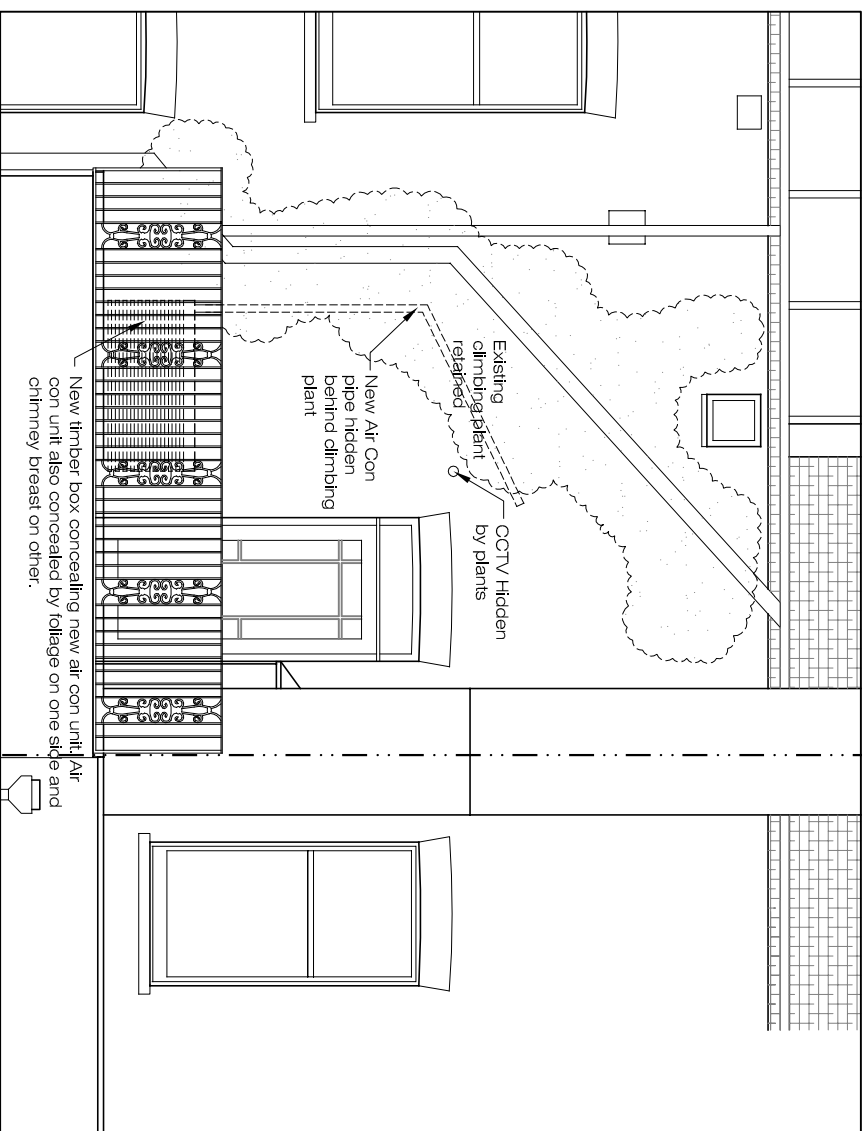 Existing
climbing plant
retained
CCTV Hidden
by plants
New Air Con
pipe hidden
behind climbing
plant
New timber box concealing new air con unit. Air
con unit also concealed by foliage on one side and
chimney breast on other.